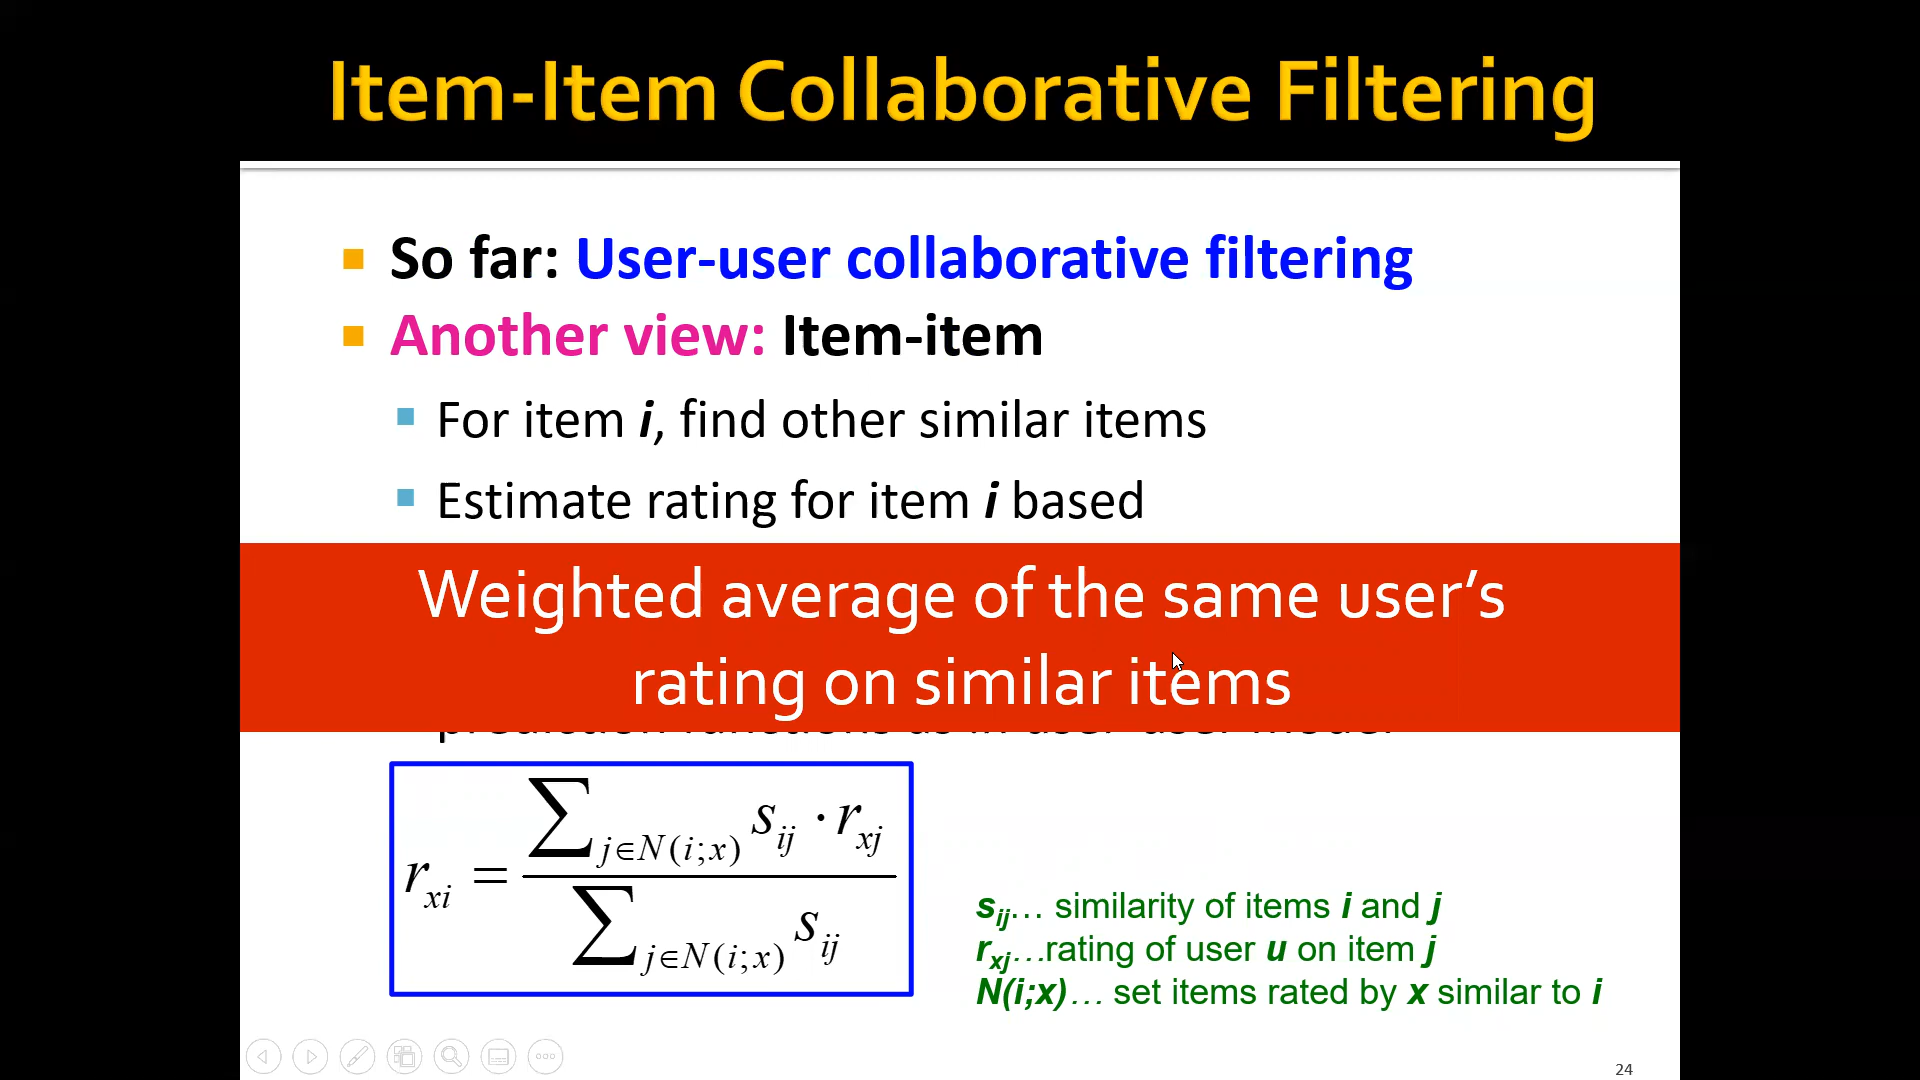 Item-Item Collaborative Filtering
So far: User-user collaborative filtering
Another view: Item-item
For item i, find other similar items
Estimate rating for item i based
Weighted average of the same user's
rating on similar items
r_xi = ∑_{j∈N(i;x)} s_ij · r_xj / ∑_{j∈N(i;x)} s_ij
s_ij… similarity of items i and j
r_xj…rating of user u on item j
N(i;x)… set items rated by x similar to i
24